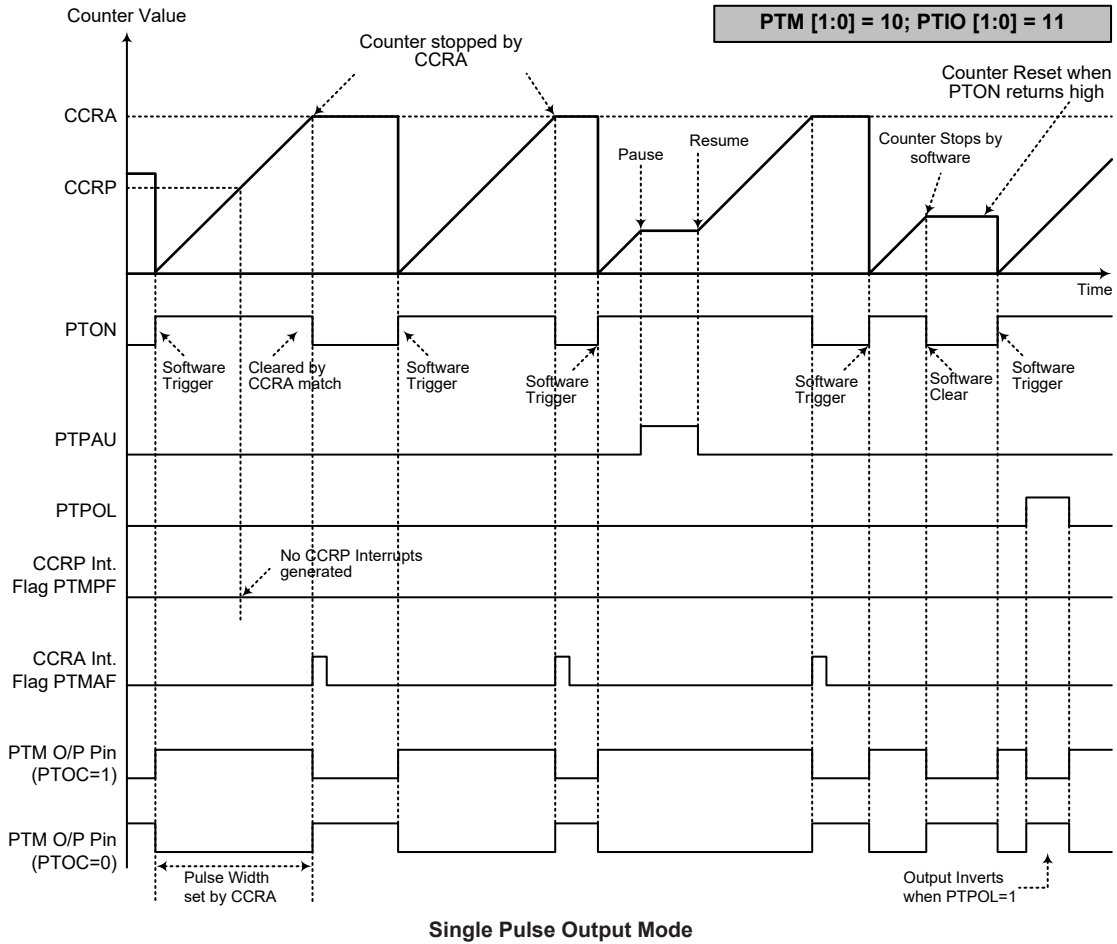 Counter Value
PTM [1:0] = 10; PTIO [1:0] = 11
Counter stopped by
CCRA
Counter Reset when
PTON returns high
CCRA
CCRP
Pause
Resume
Counter Stops by
software
Time
PTON
Software
Trigger
Cleared by
CCRA match
Software
Trigger
Software
Trigger
Software
Trigger
Software
Clear
Software
Trigger
PTPAU
PTPOL
CCRP Int.
Flag PTMPF
No CCRP Interrupts
generated
CCRA Int.
Flag PTMAF
PTM O/P Pin
(PTOC=1)
PTM O/P Pin
(PTOC=0)
Pulse Width
set by CCRA
Output Inverts
when PTPOL=1
Single Pulse Output Mode